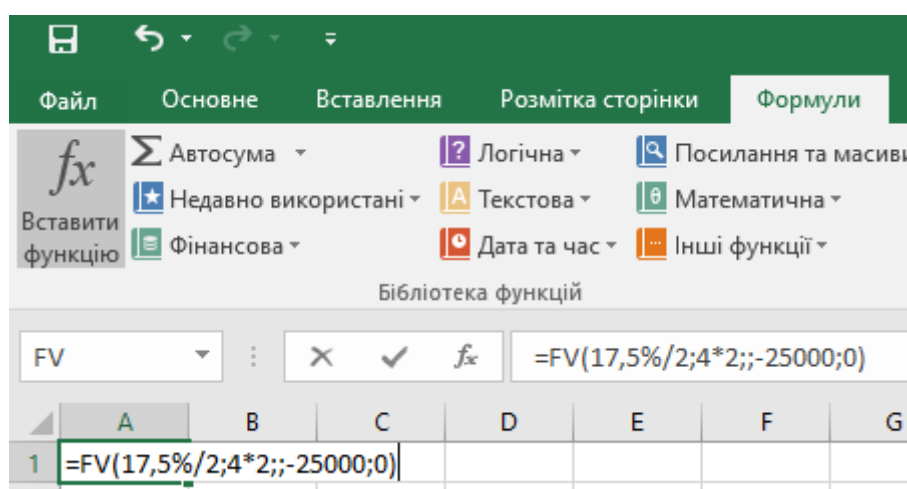 Файл Основне Вставлення Розмітка сторінки Формули
fx Вставити функцію
Σ Автосума
Недавно використані
Фінансова
? Логічна
A Текстова
Дата та час
Посилання та масиви
θ Математична
Інші функції
Бібліотека функцій
FV fx =FV(17,5%/2;4*2;;-25000;0)
A B C D E F G
1 =FV(17,5%/2;4*2;;-25000;0)